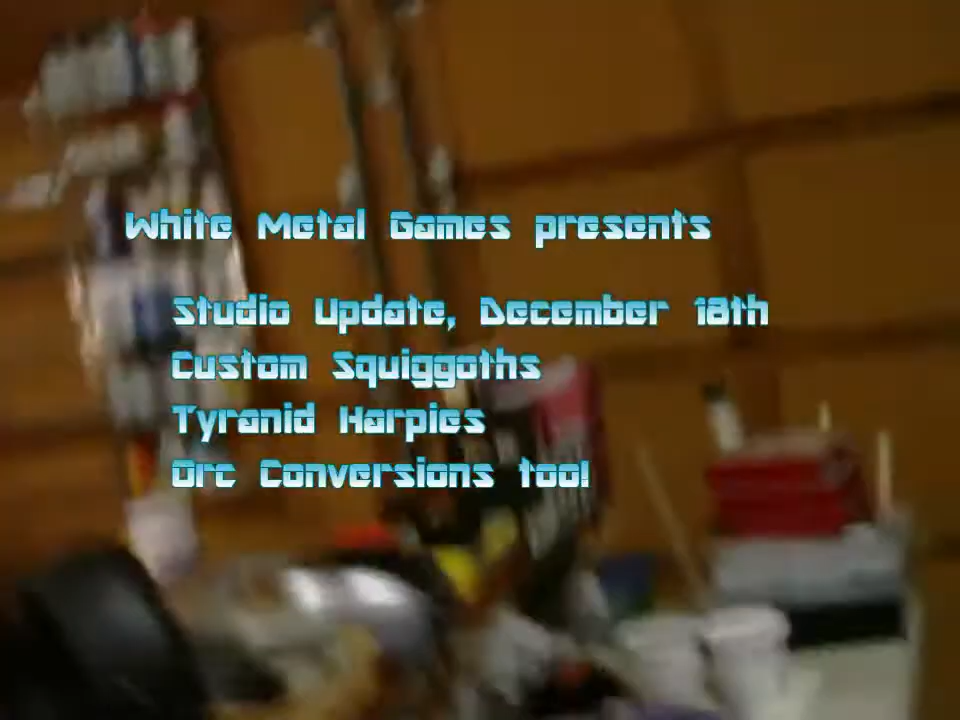 White Metal Games presents
Studio Update, December 18th
Custom Squiggoths
Tyranid Harpies
Orc Conversions too!